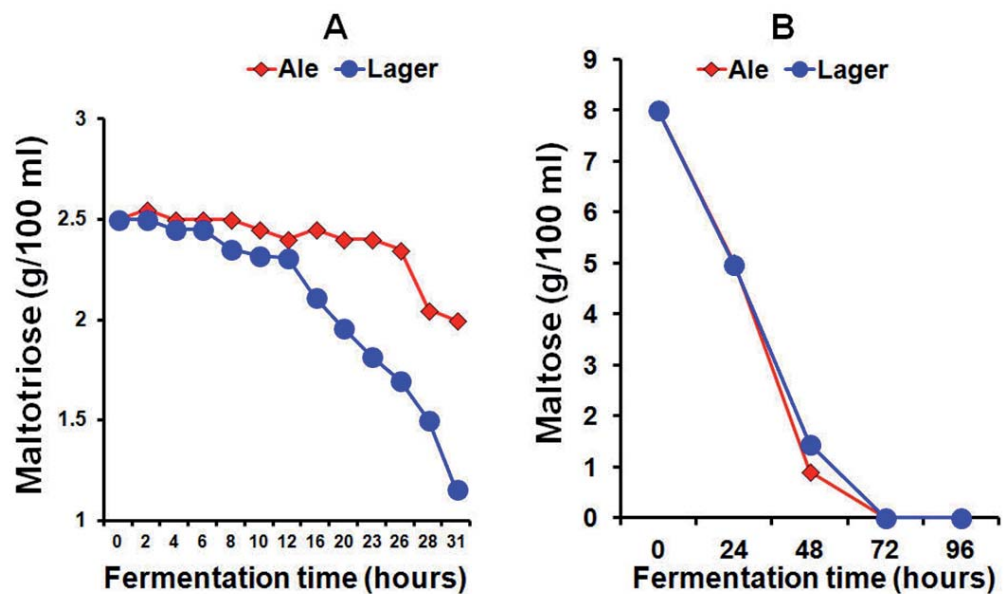 A
Ale Lager
Maltotriose (g/100 ml)
3
2.5
2
1.5
1
0 2 4 6 8 10 12 16 20 23 26 28 31
Fermentation time (hours)
B
Ale Lager
Maltose (g/100 ml)
9
8
7
6
5
4
3
2
1
0
0 24 48 72 96
Fermentation time (hours)